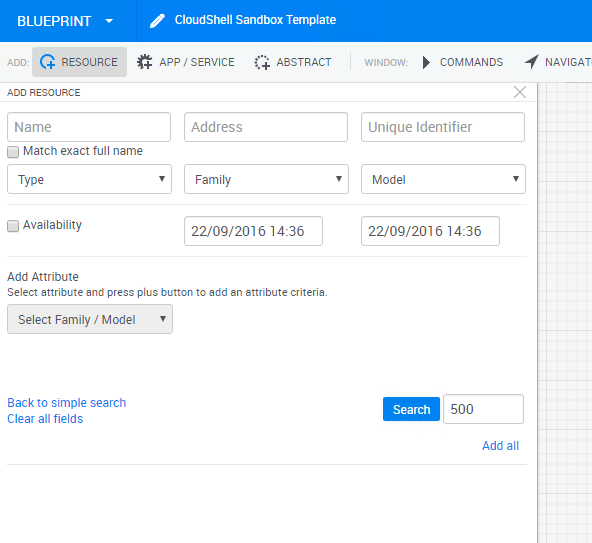 BLUEPRINT
CloudShell Sandbox Template
ADD: RESOURCE APP / SERVICE ABSTRACT WINDOW: COMMANDS NAVIGAT
ADD RESOURCE
Name Address Unique Identifier
Match exact full name
Type Family Model
Availability 22/09/2016 14:36 22/09/2016 14:36
Add Attribute
Select attribute and press plus button to add an attribute criteria.
Select Family / Model
Back to simple search
Clear all fields
Search 500
Add all